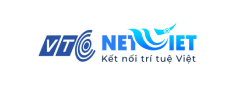 VTC NETVIET
Kết nối trí tuệ Việt